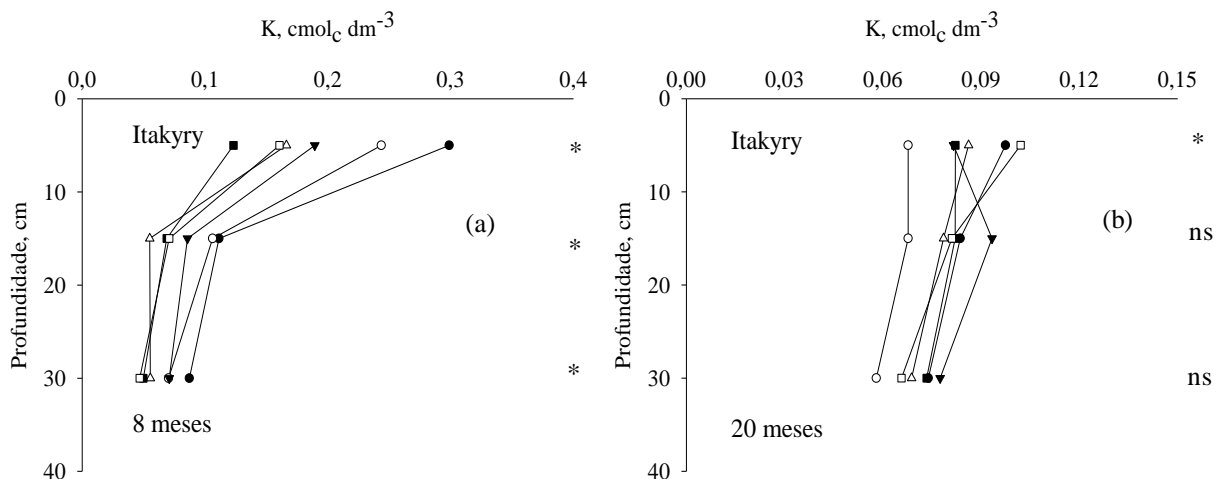 K, cmolc dm-3
0,0 0,1 0,2 0,3 0,4
0
10
20
30
40
Profundidade, cm
Itakyry
*
(a)
*
*
8 meses
K, cmolc dm-3
0,00 0,03 0,06 0,09 0,12 0,15
0
10
20
30
40
Profundidade, cm
Itakyry
*
(b)
ns
ns
20 meses